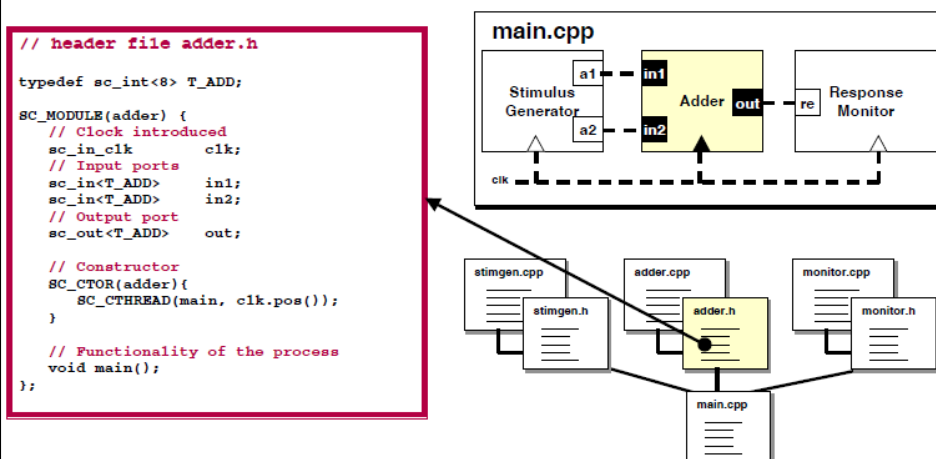 // header file adder.h
typedef sc_int<8> T_ADD;
SC_MODULE(adder) {
// Clock introduced
sc_in_clk clk;
// Input ports
sc_in<T_ADD> in1;
sc_in<T_ADD> in2;
// Output port
sc_out<T_ADD> out;
// Constructor
SC_CTOR(adder){
SC_CTHREAD(main, clk.pos());
}
// Functionality of the process
void main();
};
main.cpp
Stimulus
Generator
a1
a2
in1
in2
Adder
out
re
Response
Monitor
clk
stimgen.cpp
stimgen.h
adder.cpp
adder.h
monitor.cpp
monitor.h
main.cpp